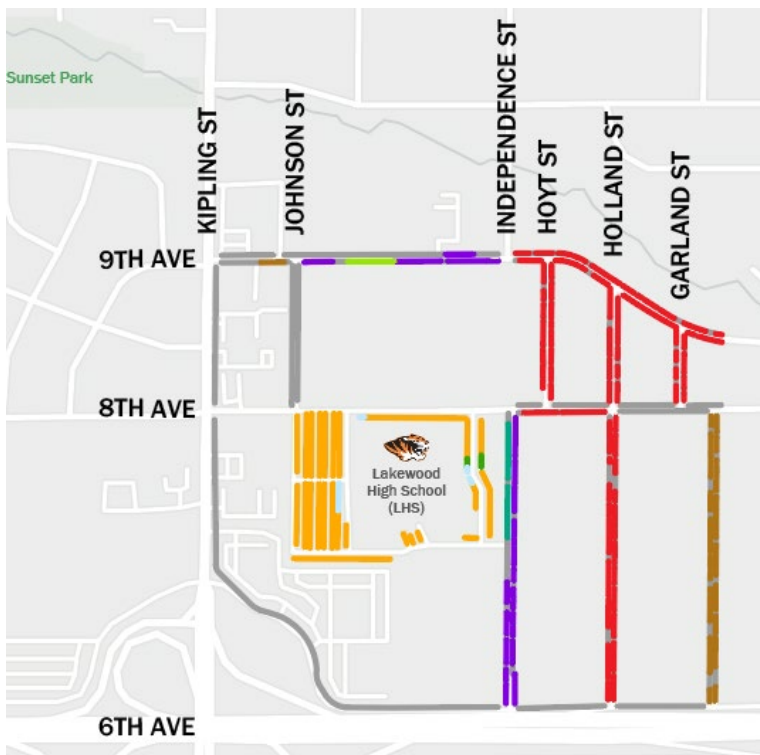 Sunset Park
KIPLING ST
JOHNSON ST
INDEPENDENCE ST
HOYT ST
HOLLAND ST
GARLAND ST
9TH AVE
8TH AVE
Lakewood
High School
(LHS)
6TH AVE